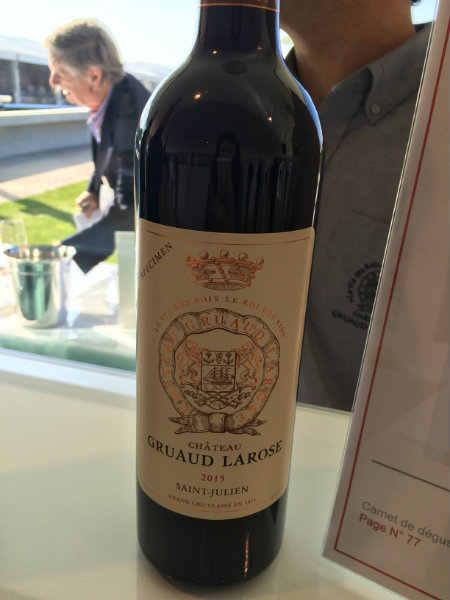 SPECIMEN
LE VIN DES ROIS LE ROI DES VINS
CHATEAU GRUAUD LAROSE
CHÂTEAU
GRUAUD LAROSE
2015
SAINT-JULIEN
GRAND CRU CLASSÉ EN 1855
Carnet de dégus
Page N° 77